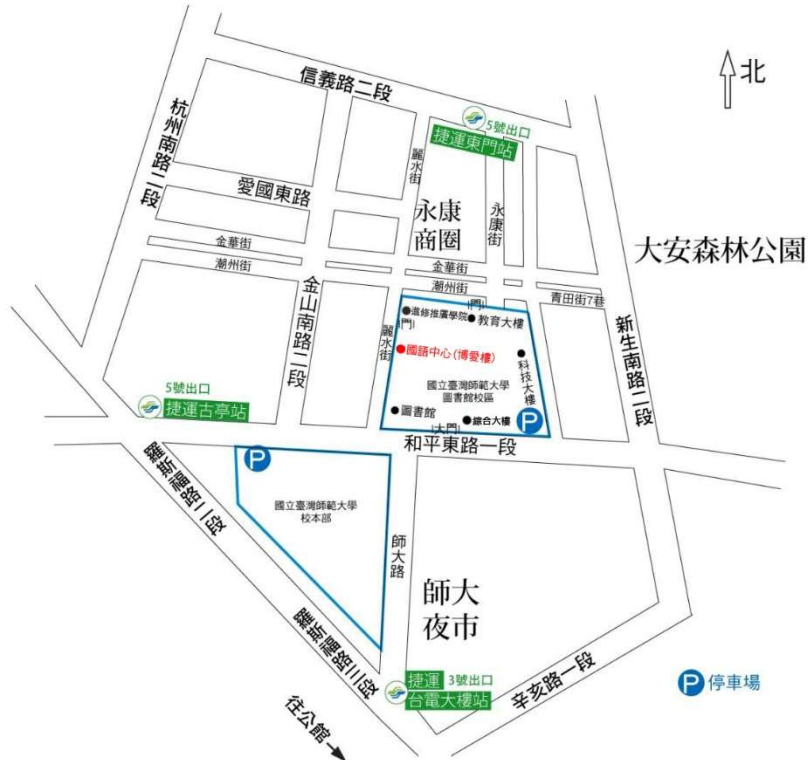 北
信義路二段
5號出口
捷運東門站
杭州南路二段
麗水街
愛國東路
永康
商圈
永康街
大安森林公園
金華街
金華街
潮州街
潮州街
青田街7巷
金山南路二段
新生南路二段
進修推廣學院
門
門
教育大樓
麗水街
國語中心(博愛樓)
科技大樓
國立臺灣師範大學
圖書館校區
5號出口
捷運古亭站
圖書館
綜合大樓
P
大門
和平東路一段
P
羅斯福路二段
國立臺灣師範大學
校本部
師大路
師大
夜市
羅斯福路三段
捷運 3號出口
台電大樓站
辛亥路一段
P 停車場
往公館